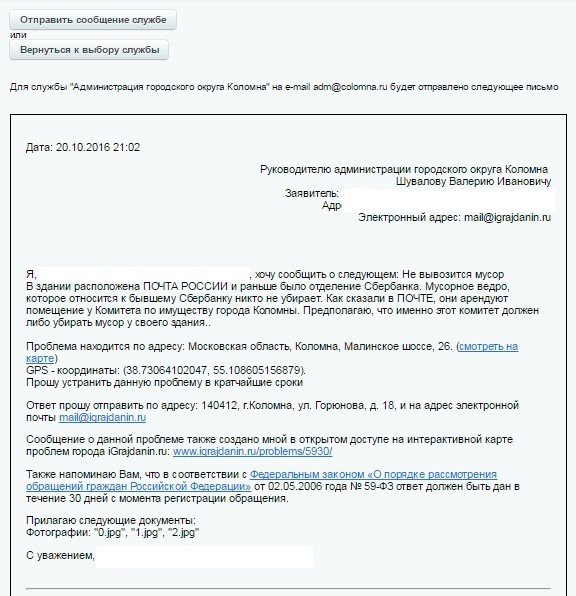 Отправить сообщение службе
или
Вернуться к выбору службы
Для службы "Администрация городского округа Коломна" на e-mail adm@colomna.ru будет отправлено следующее письмо
Дата: 20.10.2016 21:02
Руководителю администрации городского округа Коломна
Шувалову Валерию Ивановичу
Заявитель:
Адр
Электронный адрес: mail@igrajdanin.ru
Я, , хочу сообщить о следующем: Не вывозится мусор
В здании расположена ПОЧТА РОССИИ и раньше было отделение Сбербанка. Мусорное ведро,
которое относится к бывшему Сбербанку никто не убирает. Как сказали в ПОЧТЕ, они арендуют
помещение у Комитета по имуществу города Коломны. Предполагаю, что именно этот комитет должен
либо убирать мусор у своего здания..
Проблема находится по адресу: Московская область, Коломна, Малинское шоссе, 26. (смотреть на
карте)
GPS - координаты: (38.73064102047, 55.108605156879).
Прошу устранить данную проблему в кратчайшие сроки
Ответ прошу отправить по адресу: 140412, г.Коломна, ул. Горюнова, д. 18, и на адрес электронной
почты mail@igrajdanin.ru
Сообщение о данной проблеме также создано мной в открытом доступе на интерактивной карте
проблем города iGrajdanin.ru: www.igrajdanin.ru/problems/5930/
Также напоминаю Вам, что в соответствии с Федеральным законом «О порядке рассмотрения
обращений граждан Российской Федерации» от 02.05.2006 года № 59-ФЗ ответ должен быть дан в
течение 30 дней с момента регистрации обращения.
Прилагаю следующие документы:
Фотографии: "0.jpg", "1.jpg", "2.jpg"
С уважением,